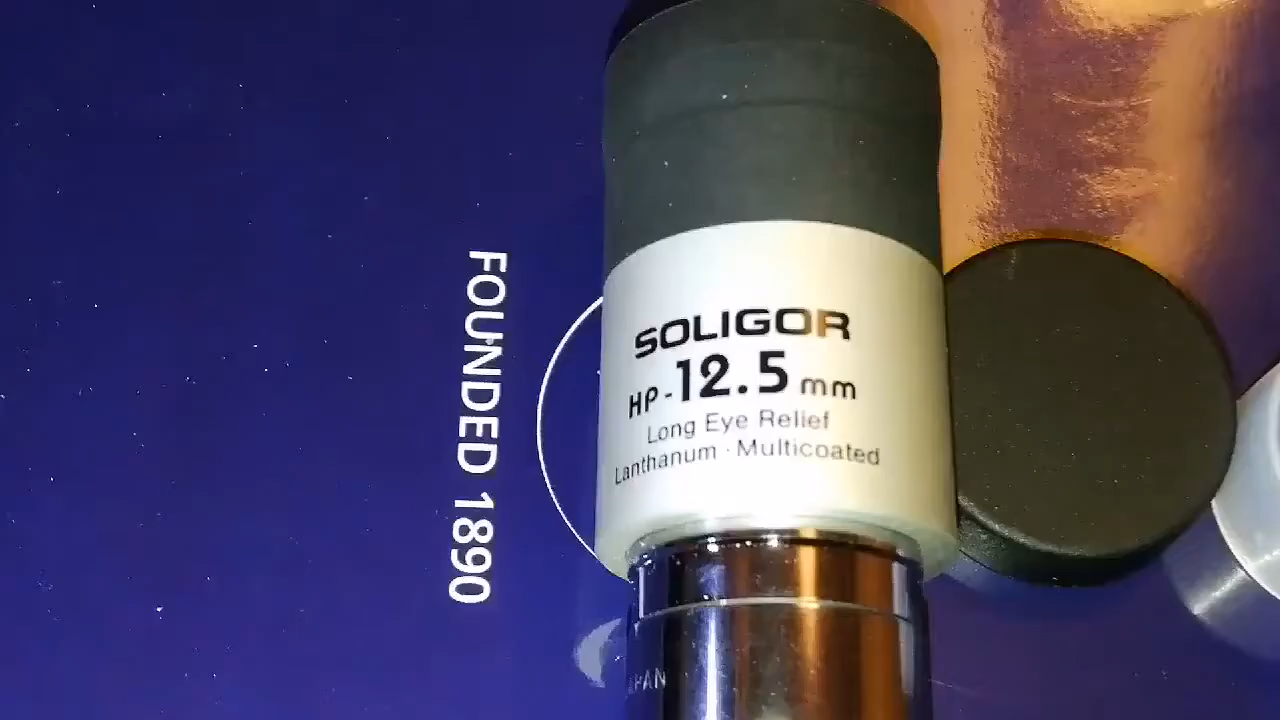 FOUNDED 1890
SOLIGOR
HP-12.5mm
Long Eye Relief
Lanthanum · Multicoated